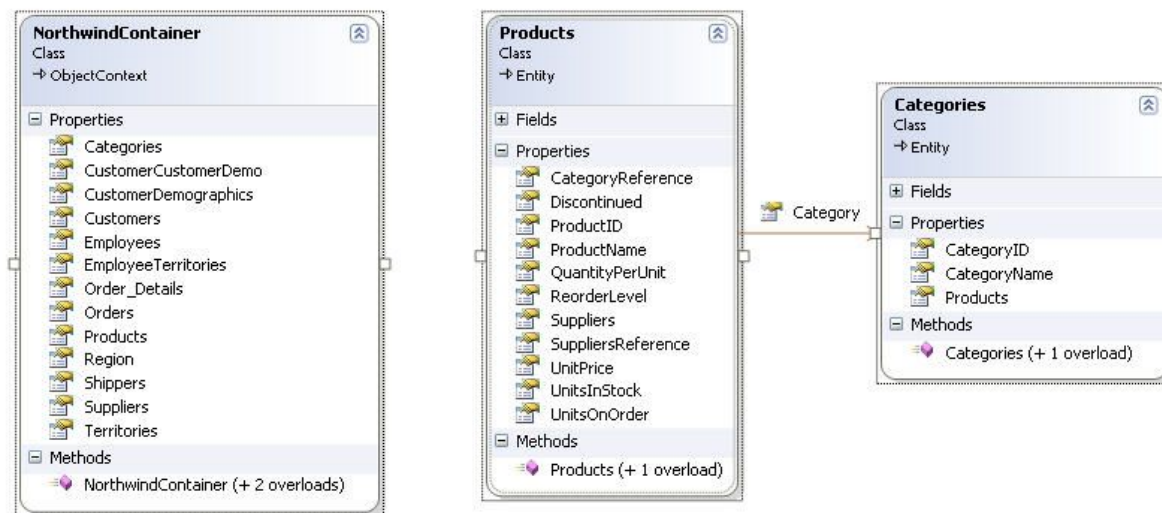 NorthwindContainer
Class
ObjectContext
Properties
Categories
CustomerCustomerDemo
CustomerDemographics
Customers
Employees
EmployeeTerritories
Order_Details
Orders
Products
Region
Shippers
Suppliers
Territories
Methods
NorthwindContainer (+ 2 overloads)
Products
Class
Entity
Fields
Properties
CategoryReference
Discontinued
ProductID
ProductName
QuantityPerUnit
ReorderLevel
Suppliers
SuppliersReference
UnitPrice
UnitsInStock
UnitsOnOrder
Methods
Products (+ 1 overload)
Category
Categories
Class
Entity
Fields
Properties
CategoryID
CategoryName
Products
Methods
Categories (+ 1 overload)